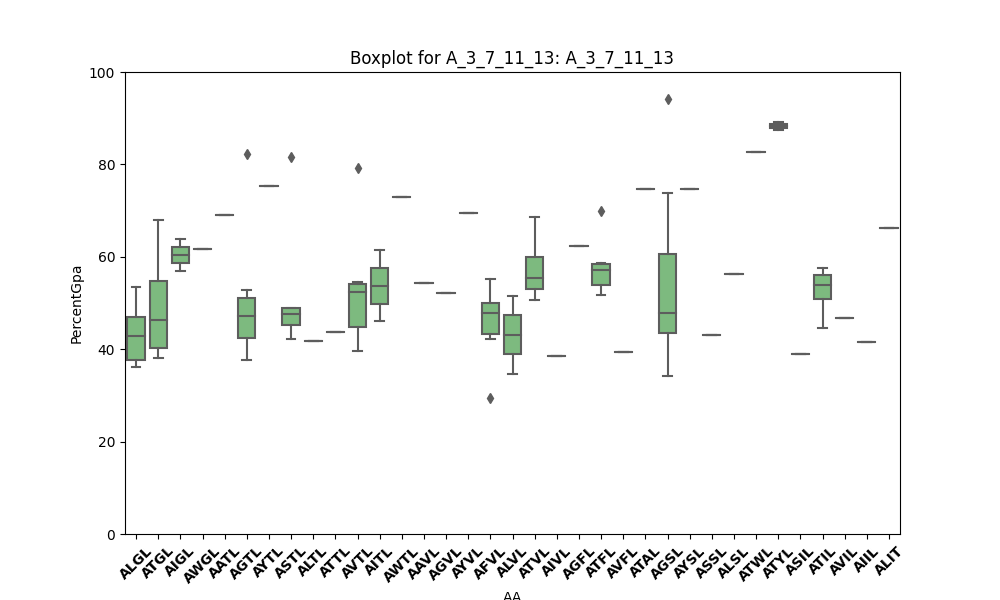 Boxplot for A_3_7_11_13: A_3_7_11_13
100
80
60
40
20
0
PercentGpa
ALGL
ATGL
AIGL
AWGL
AATL
AGTL
AYTL
ASTL
ALTL
ATTL
AVTL
AITL
AWTL
AAVL
AGVL
AYVL
AFVL
ALVL
ATVL
AIVL
AGFL
ATFL
AVFL
ATAL
AGSL
AYSL
ASSL
ALSL
ATWL
ATYL
ASIL
ATIL
AVIL
AIIL
ALIT
AA